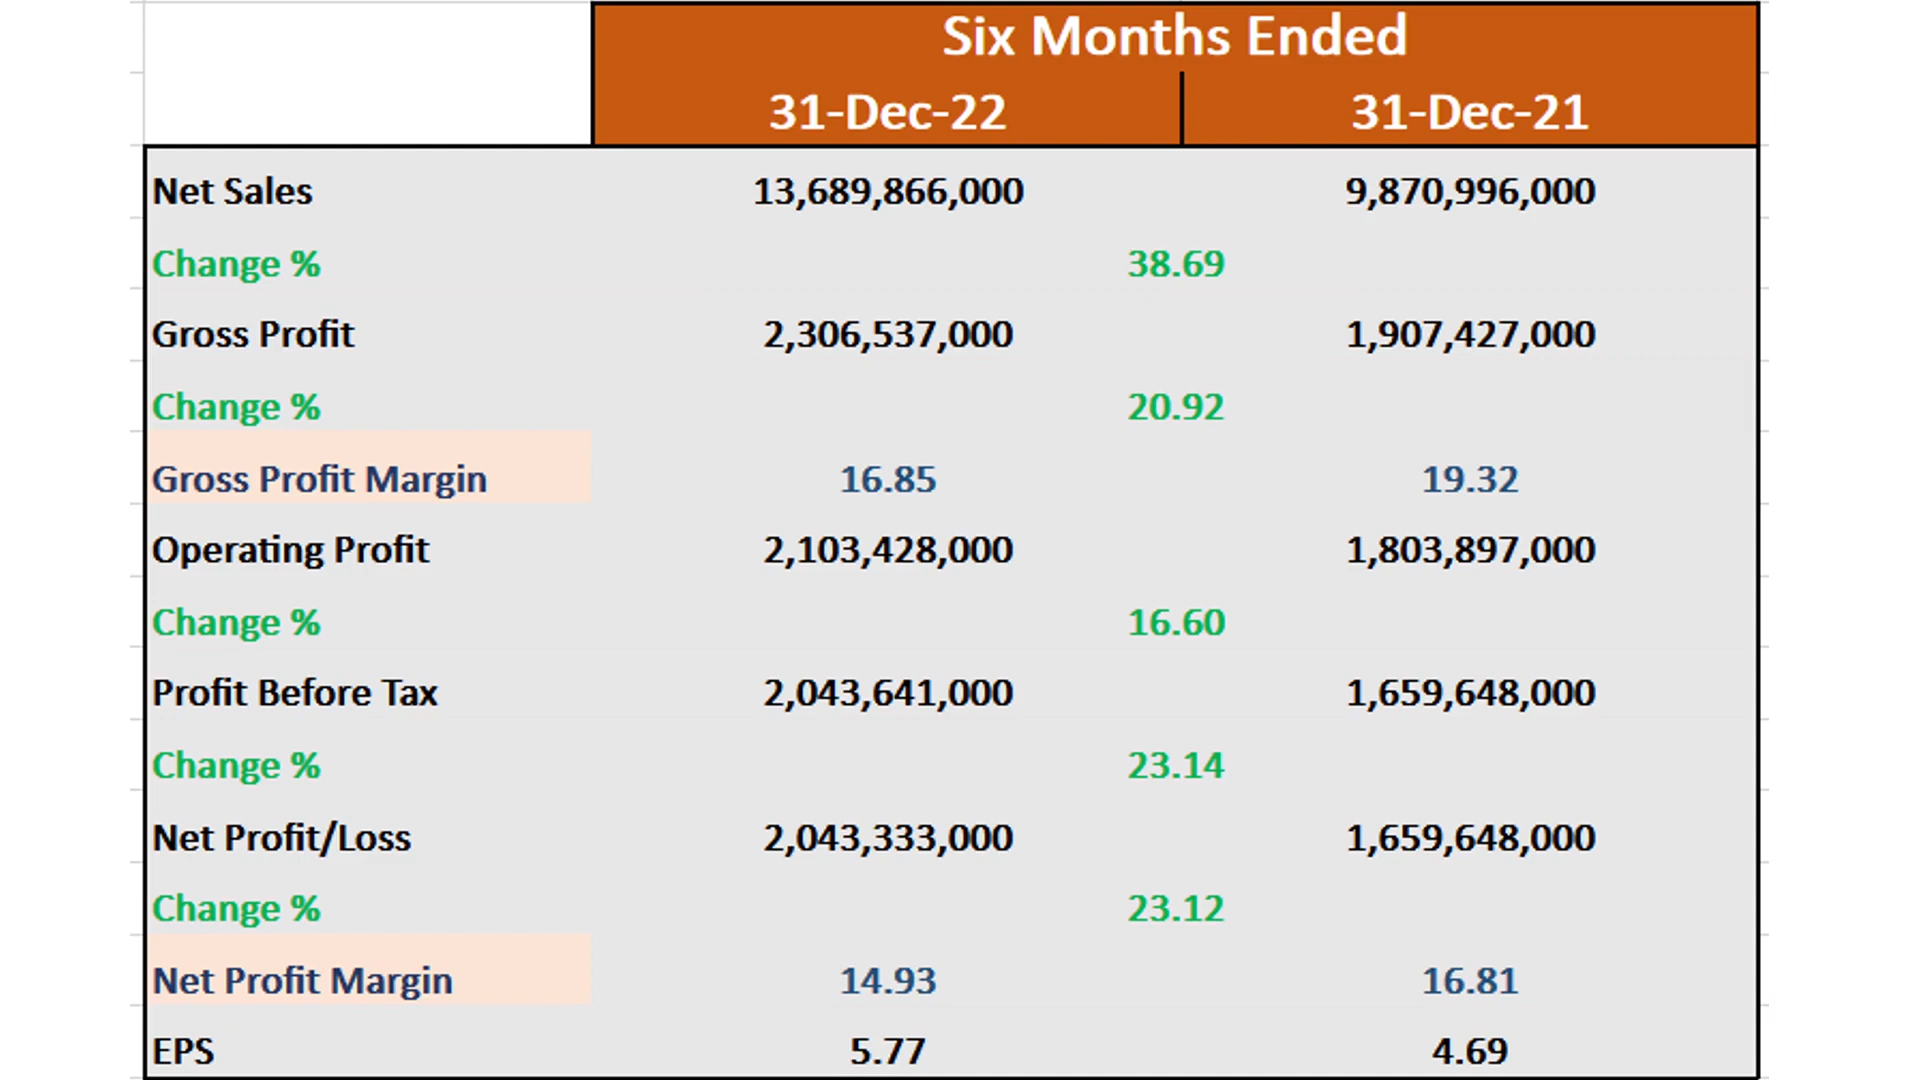 Six Months Ended
31-Dec-22 31-Dec-21
Net Sales 13,689,866,000 9,870,996,000
Change % 38.69
Gross Profit 2,306,537,000 1,907,427,000
Change % 20.92
Gross Profit Margin 16.85 19.32
Operating Profit 2,103,428,000 1,803,897,000
Change % 16.60
Profit Before Tax 2,043,641,000 1,659,648,000
Change % 23.14
Net Profit/Loss 2,043,333,000 1,659,648,000
Change % 23.12
Net Profit Margin 14.93 16.81
EPS 5.77 4.69